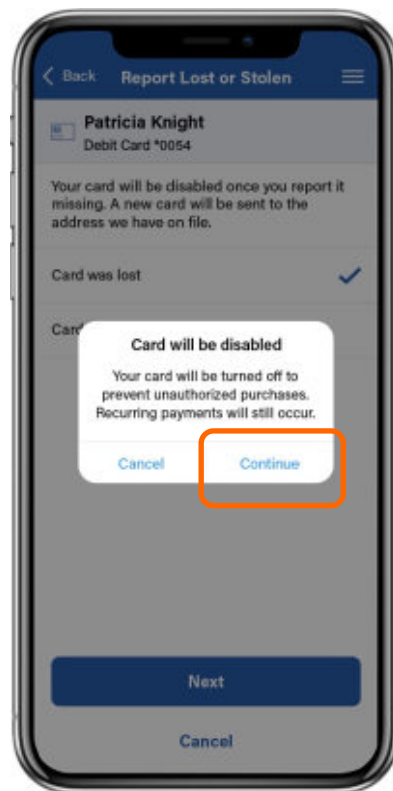 Back Report Lost or Stolen
Patricia Knight
Debit Card *0054
Your card will be disabled once you report it
missing. A new card will be sent to the
address we have on file.
Card was lost
Card
Card will be disabled
Your card will be turned off to
prevent unauthorized purchases.
Recurring payments will still occur.
Cancel Continue
Next
Cancel